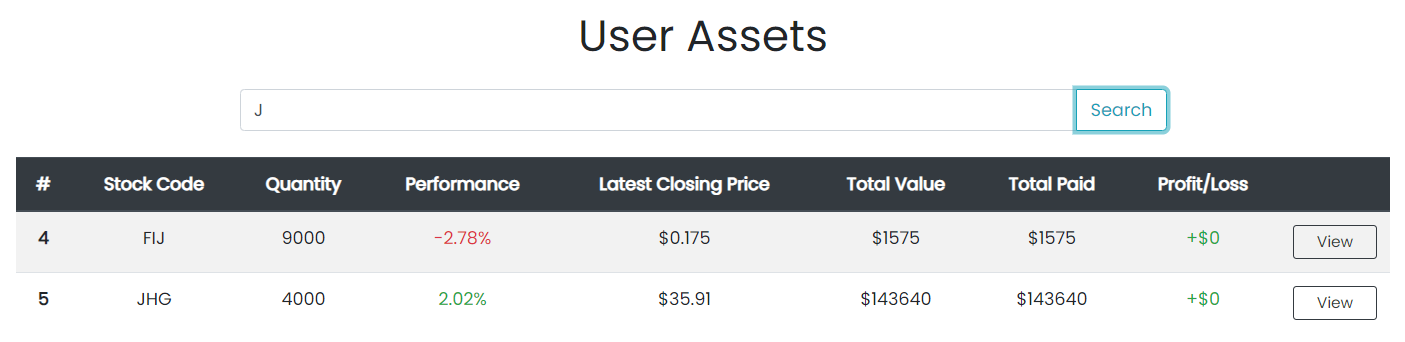 User Assets
J Search
# Stock Code Quantity Performance Latest Closing Price Total Value Total Paid Profit/Loss
4 FIJ 9000 -2.78% $0.175 $1575 $1575 +$0 View
5 JHG 4000 2.02% $35.91 $143640 $143640 +$0 View